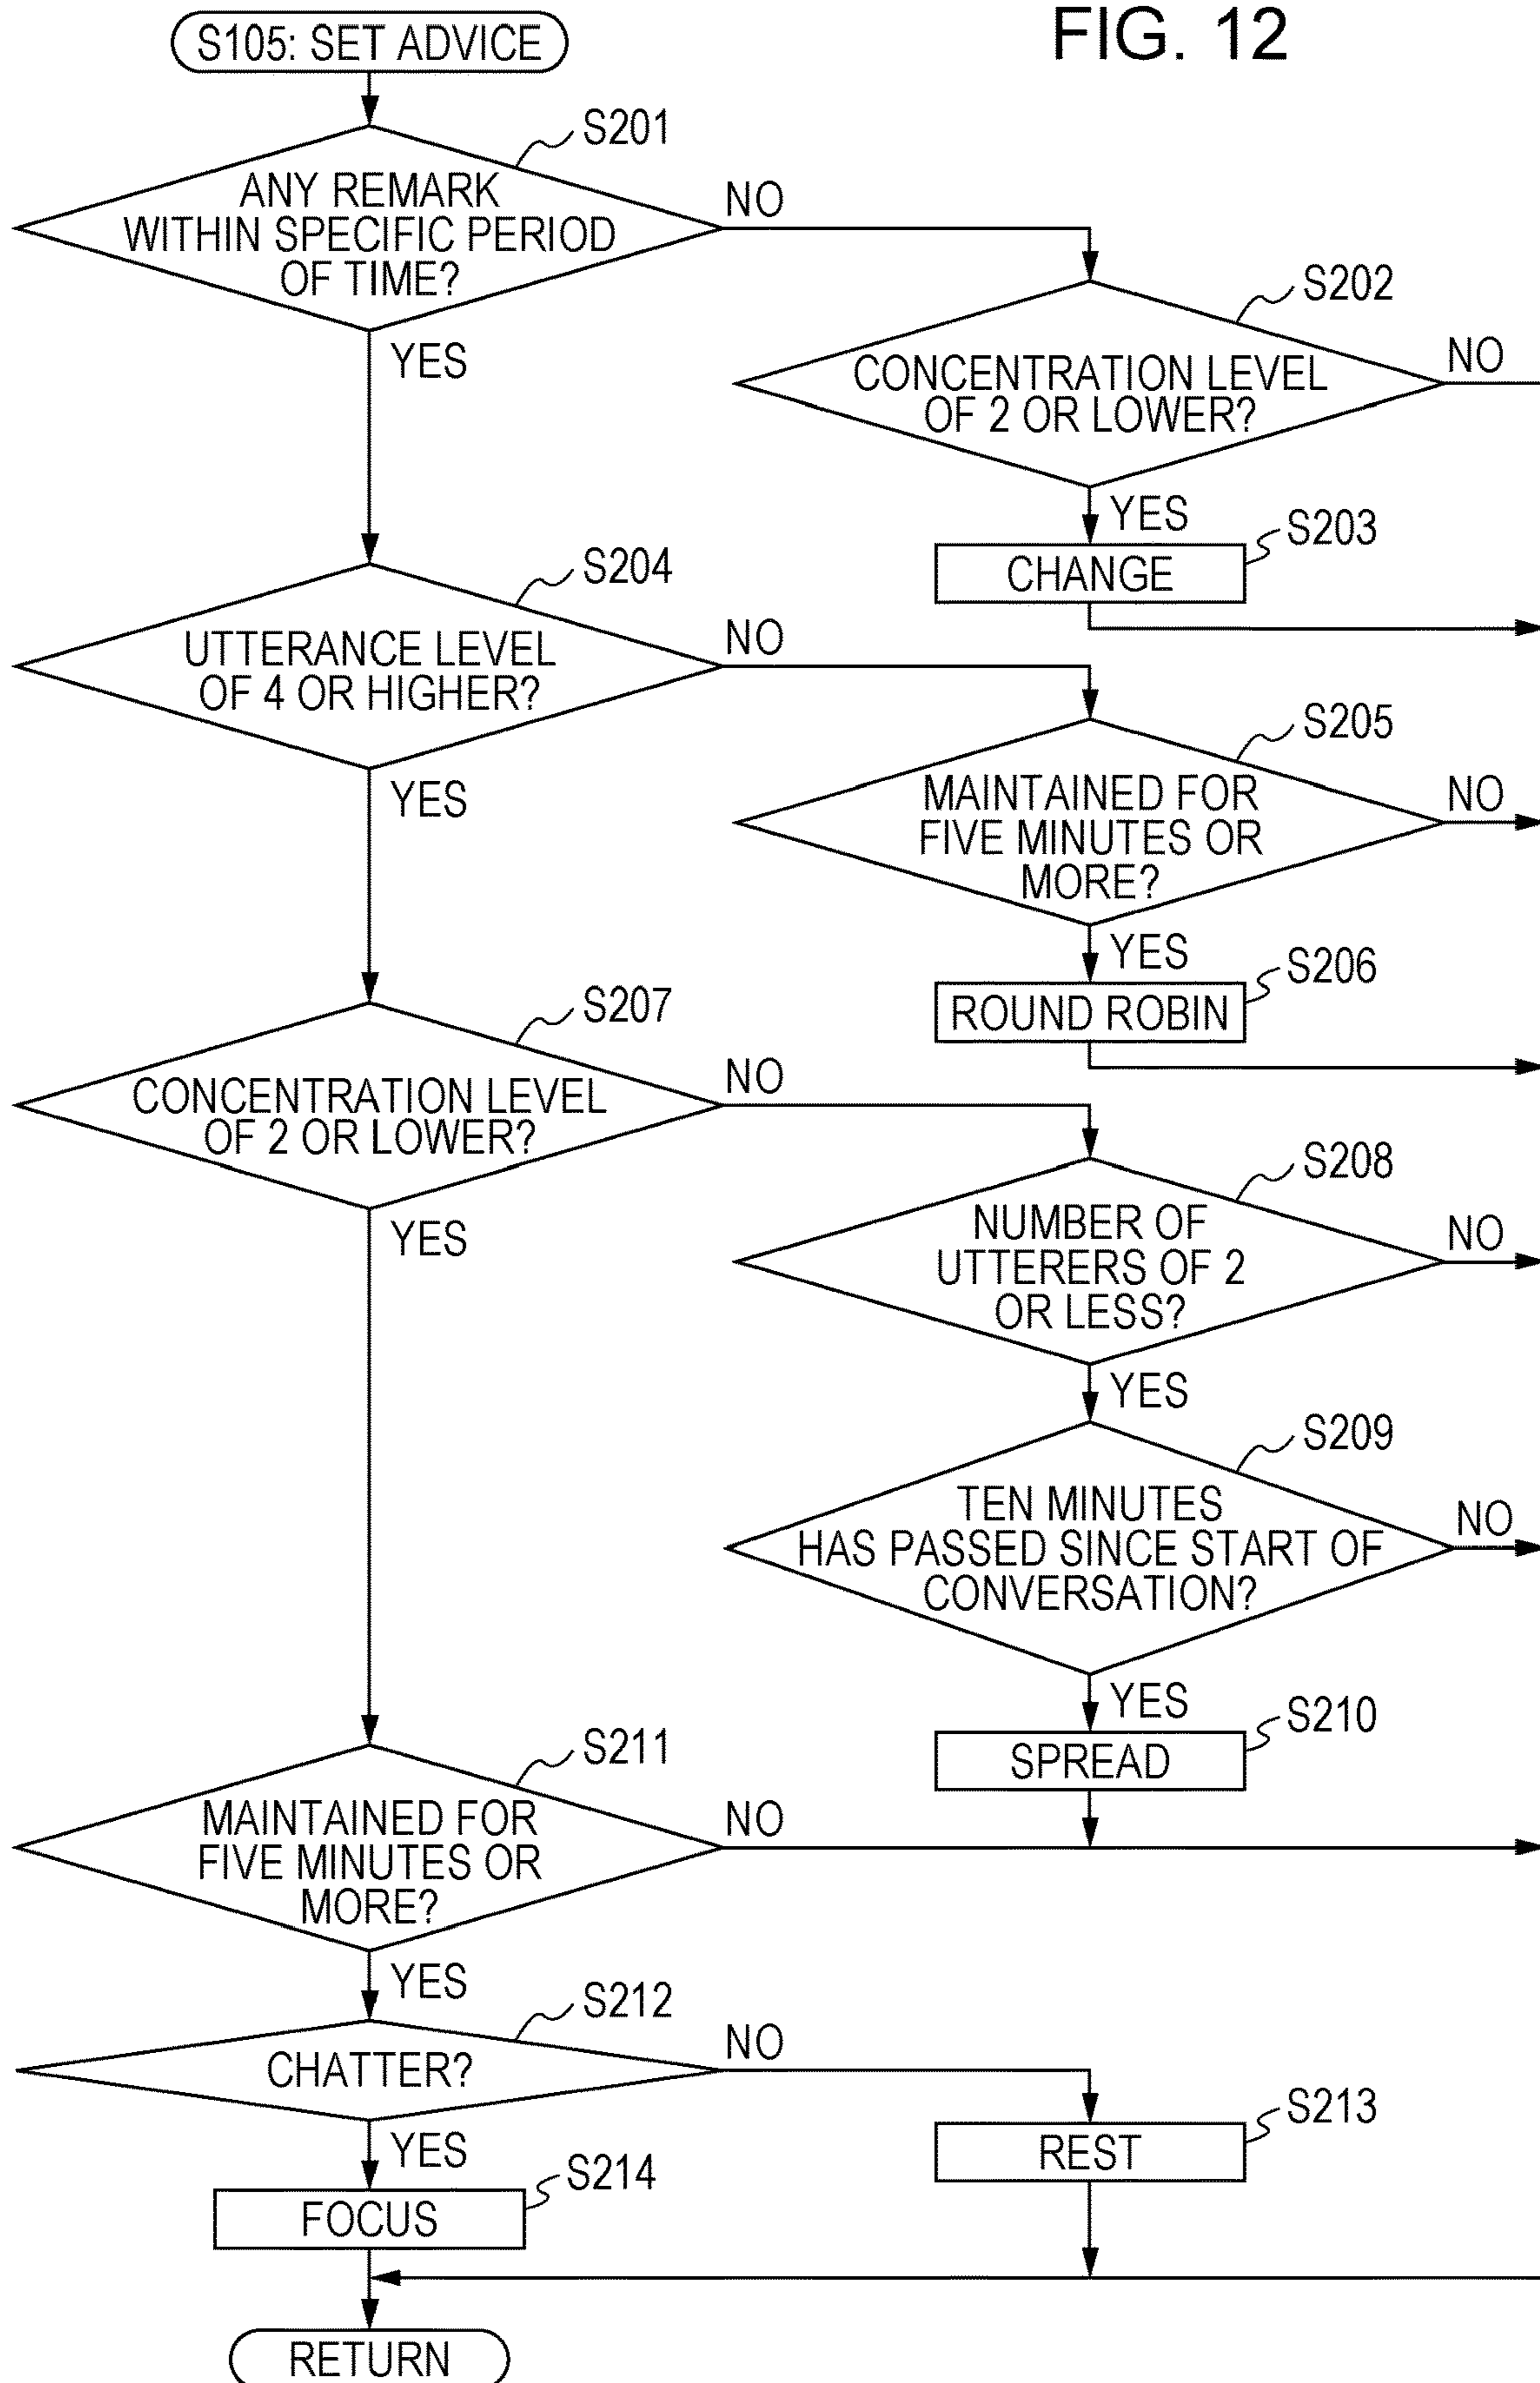 FIG. 12
S105: SET ADVICE
S201
ANY REMARK
WITHIN SPECIFIC PERIOD
OF TIME?
NO
YES
S202
CONCENTRATION LEVEL
OF 2 OR LOWER?
NO
YES
S203
CHANGE
S204
UTTERANCE LEVEL
OF 4 OR HIGHER?
NO
YES
S205
MAINTAINED FOR
FIVE MINUTES OR
MORE?
NO
YES
S206
ROUND ROBIN
S207
CONCENTRATION LEVEL
OF 2 OR LOWER?
NO
YES
S208
NUMBER OF
UTTERERS OF 2
OR LESS?
NO
YES
S209
TEN MINUTES
HAS PASSED SINCE START OF
CONVERSATION?
NO
YES
S210
SPREAD
S211
MAINTAINED FOR
FIVE MINUTES OR
MORE?
NO
YES
S212
CHATTER?
NO
YES
S213
REST
S214
FOCUS
RETURN